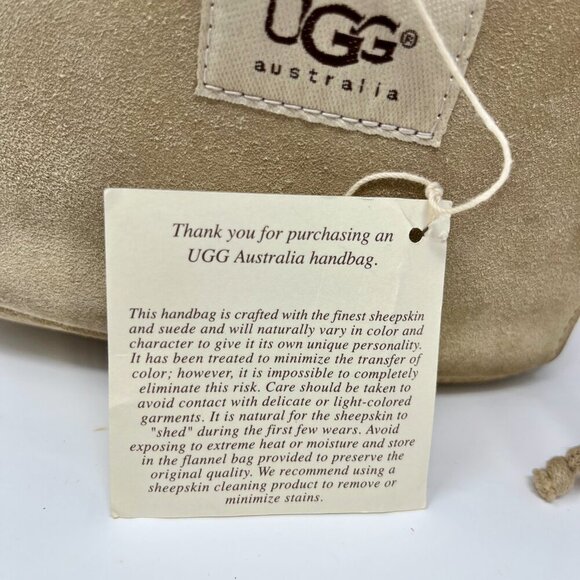 UGG®
australia
Thank you for purchasing an
UGG Australia handbag.
This handbag is crafted with the finest sheepskin
and suede and will naturally vary in color and
character to give it its own unique personality.
It has been treated to minimize the transfer of
color; however, it is impossible to completely
eliminate this risk. Care should be taken to
avoid contact with delicate or light-colored
garments. It is natural for the sheepskin to
"shed" during the first few wears. Avoid
exposing to extreme heat or moisture and store
in the flannel bag provided to preserve the
original quality. We recommend using a
sheepskin cleaning product to remove or
minimize stains.